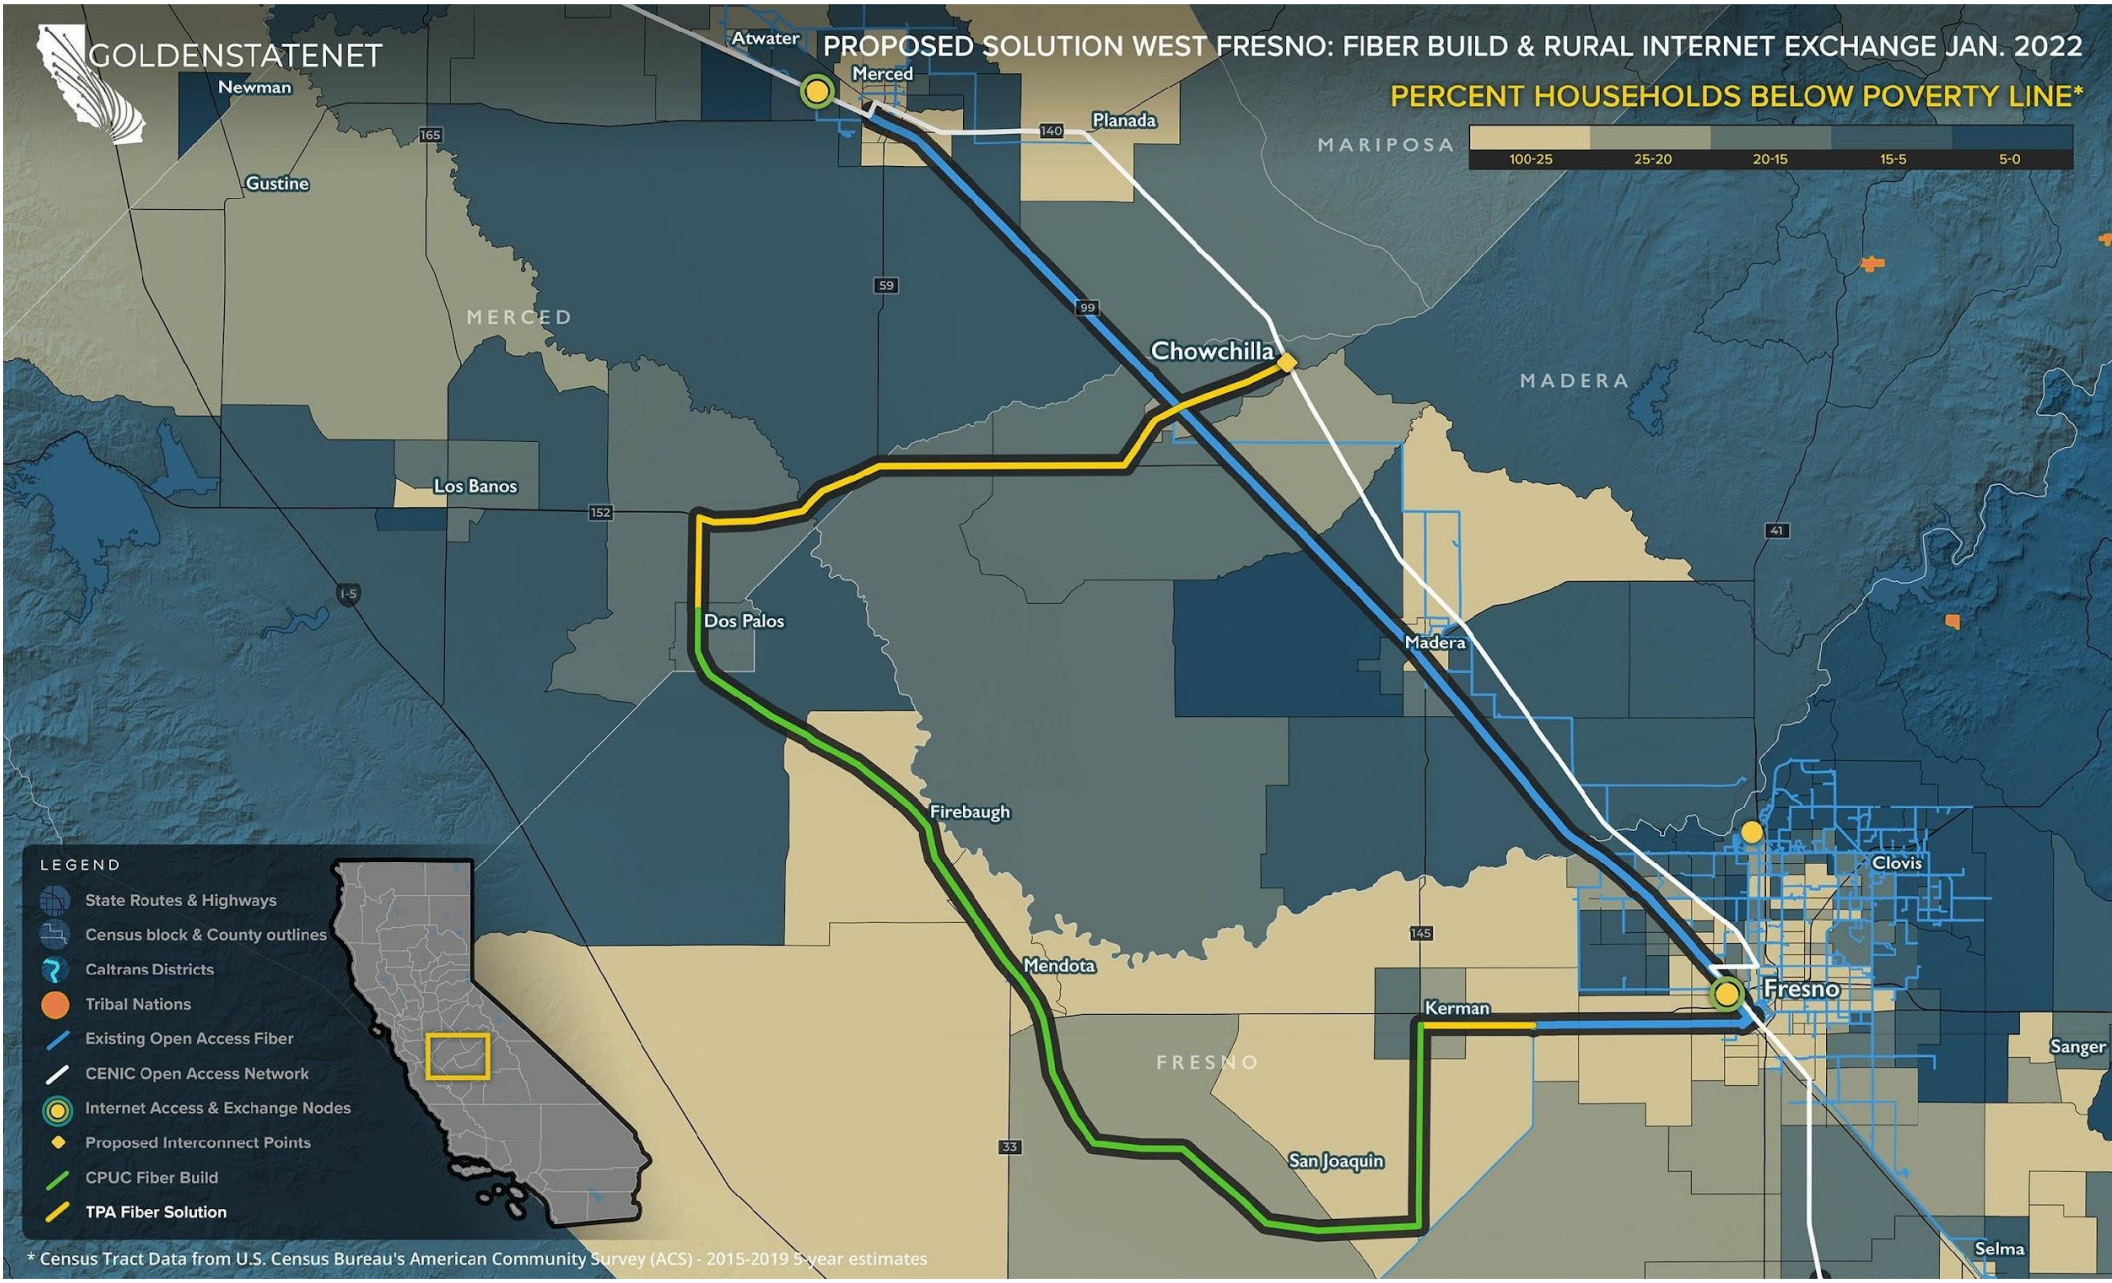 GOLDENSTATENET
PROPOSED SOLUTION WEST FRESNO: FIBER BUILD & RURAL INTERNET EXCHANGE JAN. 2022
PERCENT HOUSEHOLDS BELOW POVERTY LINE*
100-25 25-20 20-15 15-5 5-0
Atwater
Merced
Newman
Planada
140
165
MARIPOSA
Gustine
59
99
MERCED
Chowchilla
MADERA
Los Banos
152
41
I-5
Dos Palos
Madera
Firebaugh
Clovis
145
Mendota
Fresno
Kerman
Sanger
FRESNO
33
San Joaquin
Selma
LEGEND
State Routes & Highways
Census block & County outlines
Caltrans Districts
Tribal Nations
Existing Open Access Fiber
CENIC Open Access Network
Internet Access & Exchange Nodes
Proposed Interconnect Points
CPUC Fiber Build
TPA Fiber Solution
* Census Tract Data from U.S. Census Bureau's American Community Survey (ACS) - 2015-2019 5-year estimates